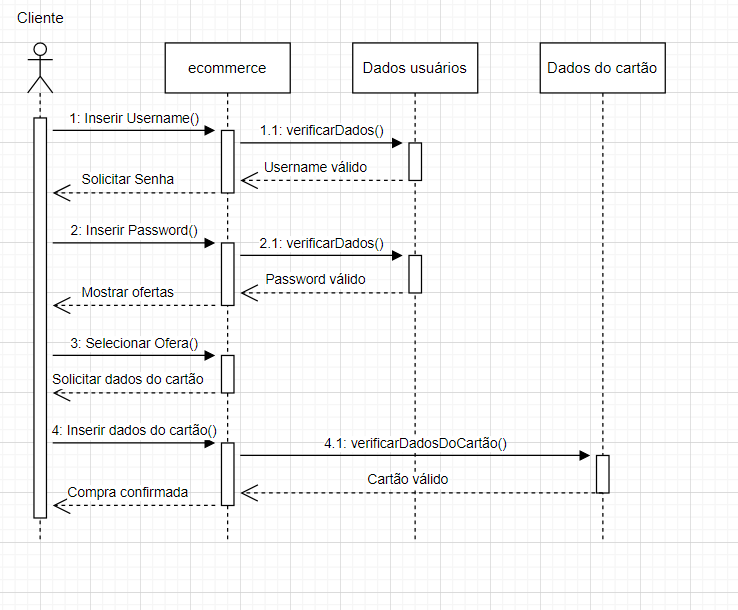 Cliente
ecommerce
Dados usuários
Dados do cartão
1: Inserir Username()
1.1: verificarDados()
Username válido
Solicitar Senha
2: Inserir Password()
2.1: verificarDados()
Password válido
Mostrar ofertas
3: Selecionar Ofera()
Solicitar dados do cartão
4: Inserir dados do cartão()
4.1: verificarDadosDoCartão()
Cartão válido
Compra confirmada